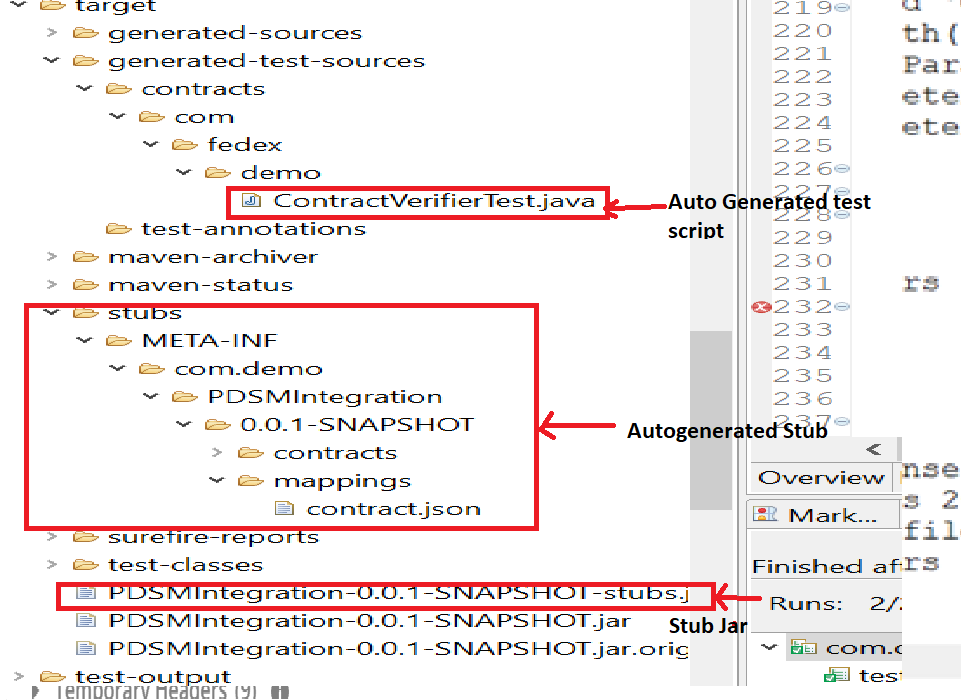 target
generated-sources
generated-test-sources
contracts
com
fedex
demo
ContractVerifierTest.java
test-annotations
maven-archiver
maven-status
stubs
META-INF
com.demo
PDSMIntegration
0.0.1-SNAPSHOT
contracts
mappings
contract.json
surefire-reports
test-classes
PDSMIntegration-0.0.1-SNAPSHOT-stubs.j
PDSMIntegration-0.0.1-SNAPSHOT.jar
PDSMIntegration-0.0.1-SNAPSHOT.jar.orig
test-output
Temporary Headers (9)
Auto Generated test
script
Autogenerated Stub
Stub Jar
219
220
221
222
223
224
225
226
227
228
229
230
231
232
233
234
235
236
237
th(
Par
ete
ete
rs
<
Overview
Mark...
Finished af
Runs: 2/
com.
tes
nse
s 2
fil
rs